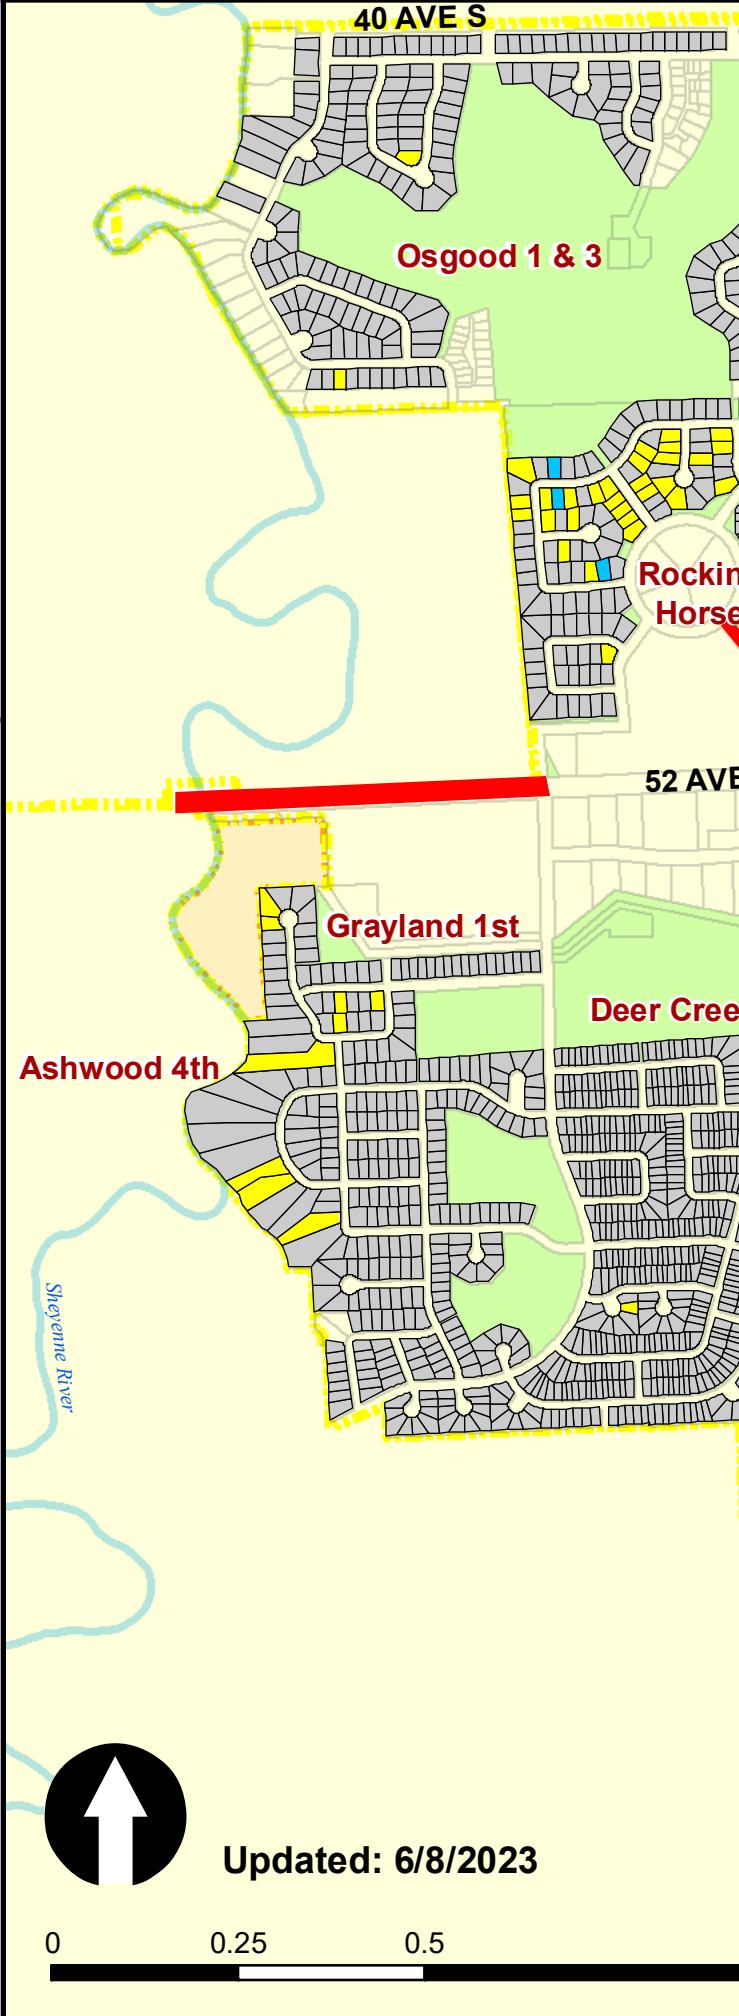 40 AVE S
Osgood 1 & 3
Rockin
Horse
52 AVE
Grayland 1st
Deer Cree
Ashwood 4th
Sheyenne River
Updated: 6/8/2023
0 0.25 0.5